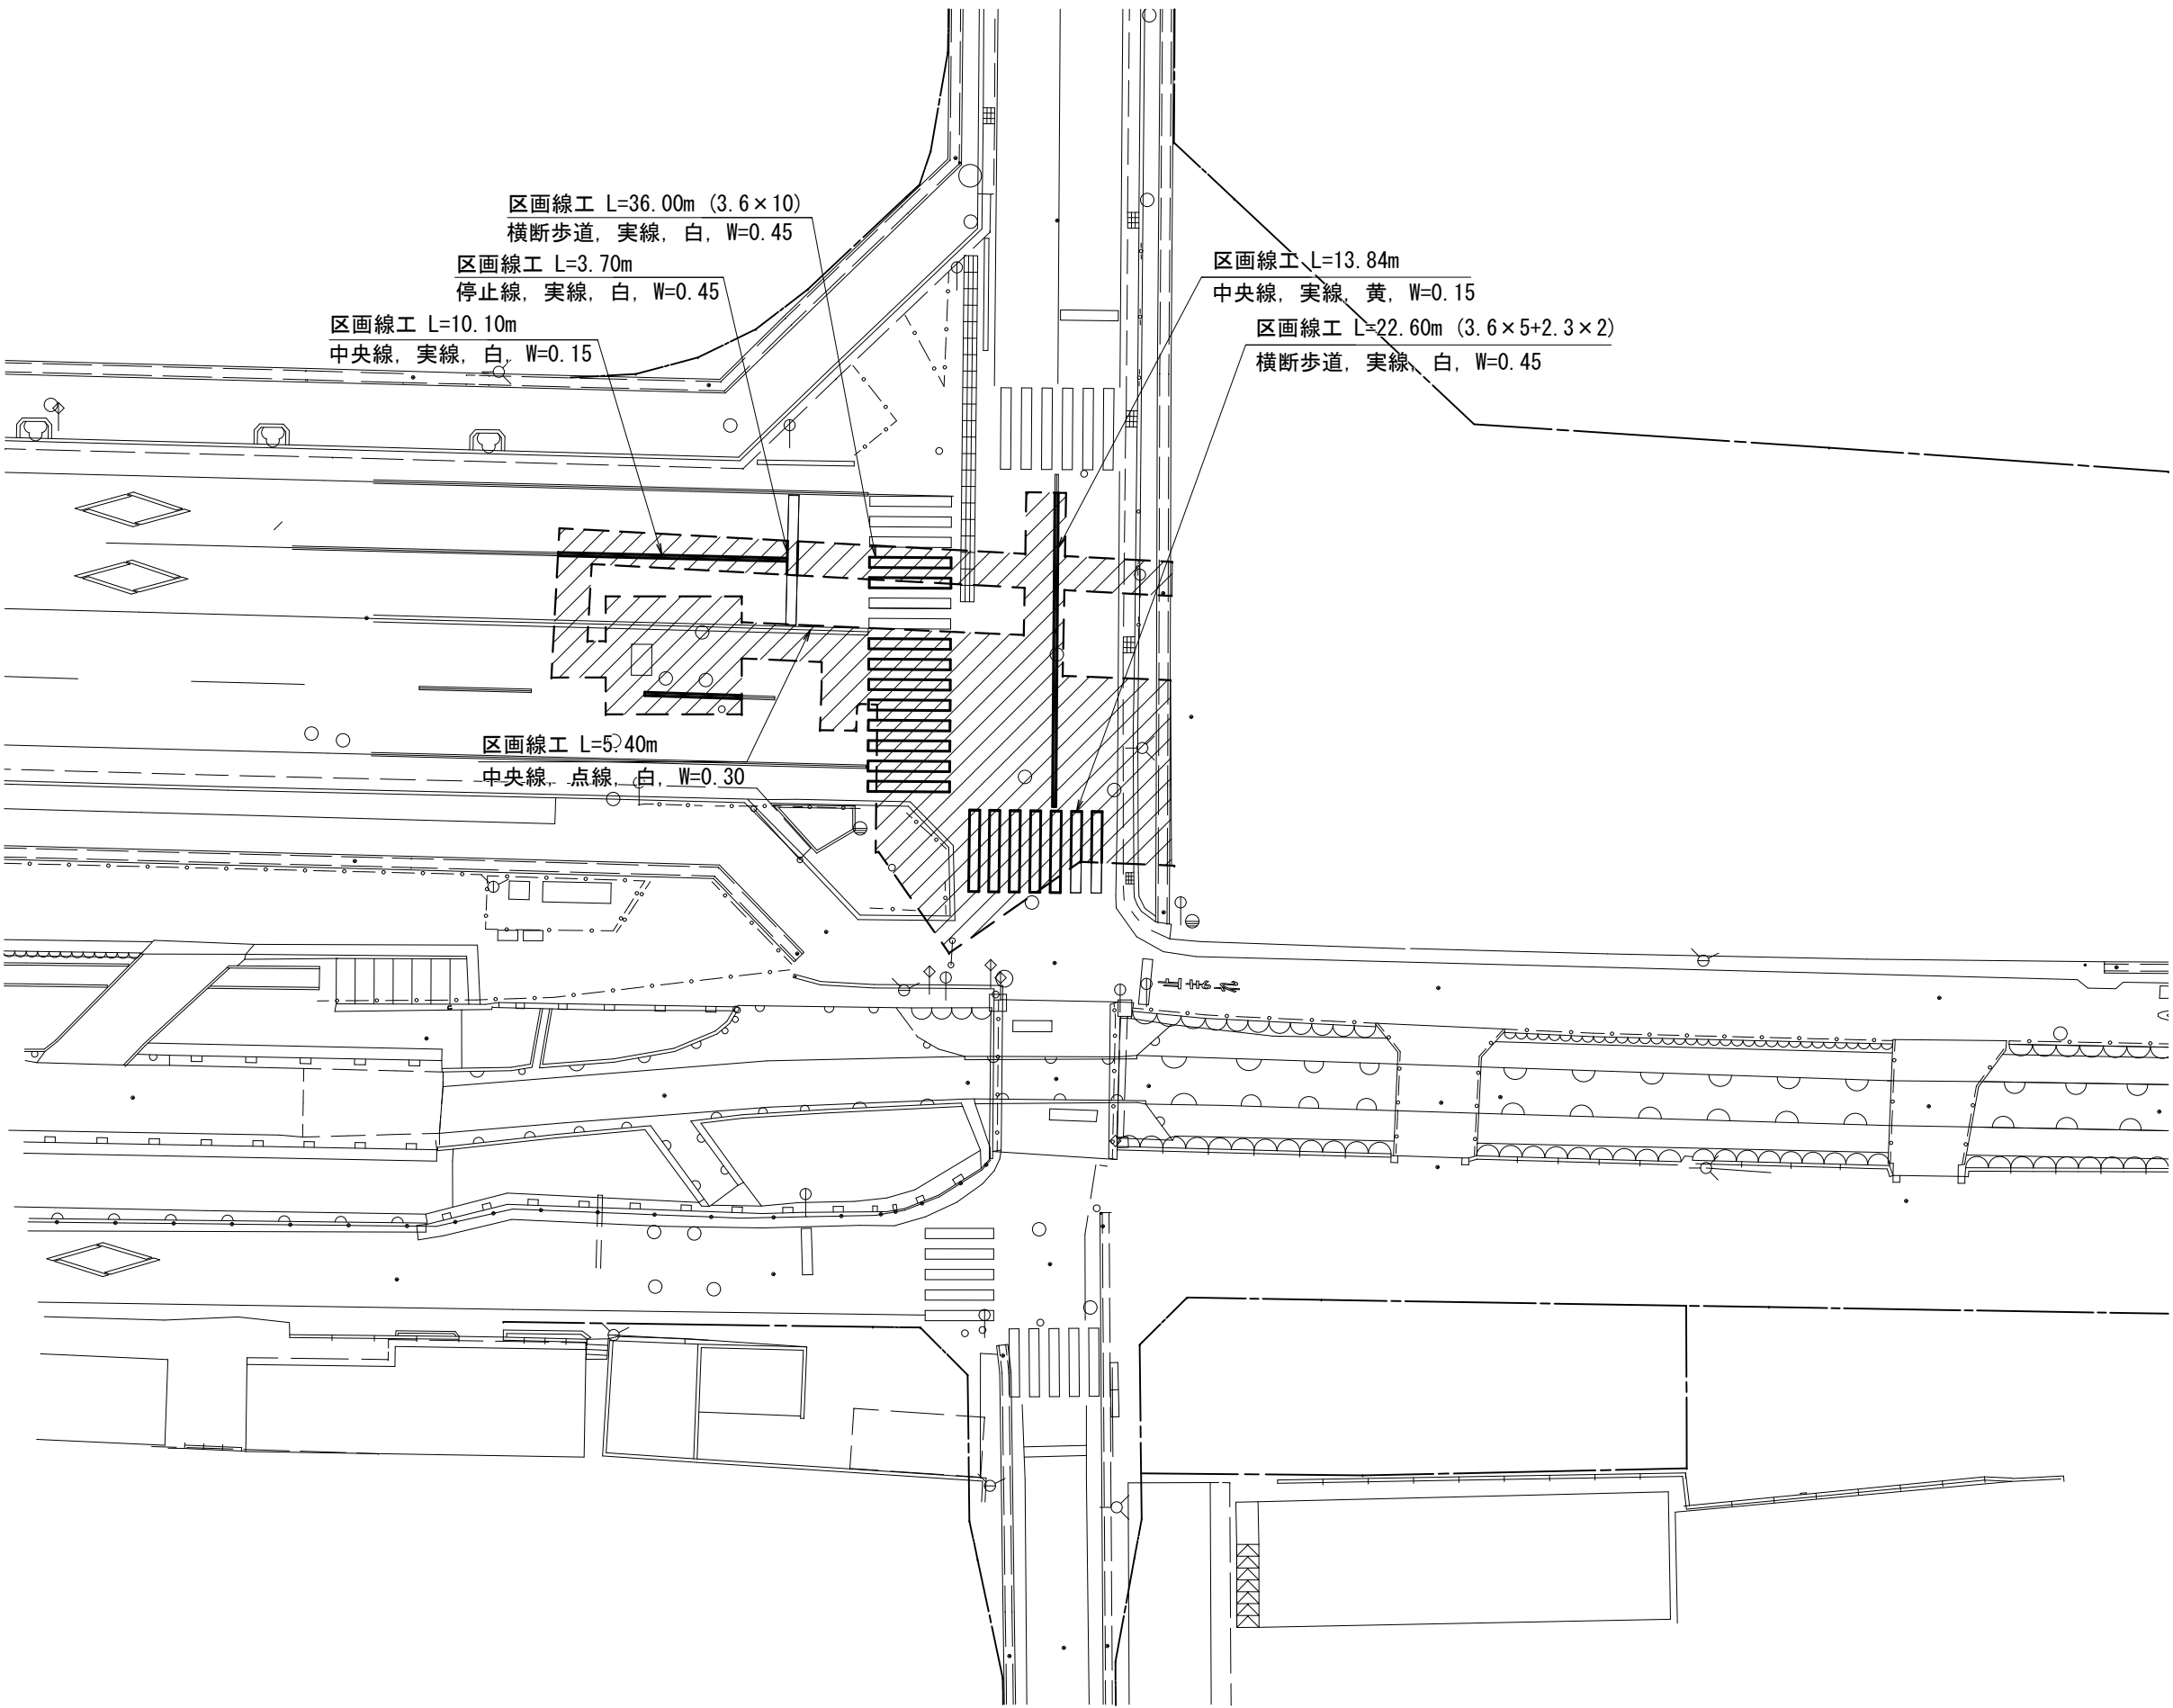 区画線工 L=36.00m (3.6×10)
横断歩道, 実線, 白, W=0.45
区画線工 L=3.70m
停止線, 実線, 白, W=0.45
区画線工 L=10.10m
中央線, 実線, 白, W=0.15
区画線工 L=13.84m
中央線, 実線, 黄, W=0.15
区画線工 L=22.60m (3.6×5+2.3×2)
横断歩道, 実線, 白, W=0.45
区画線工 L=5.40m
中央線, 点線, 白, W=0.30